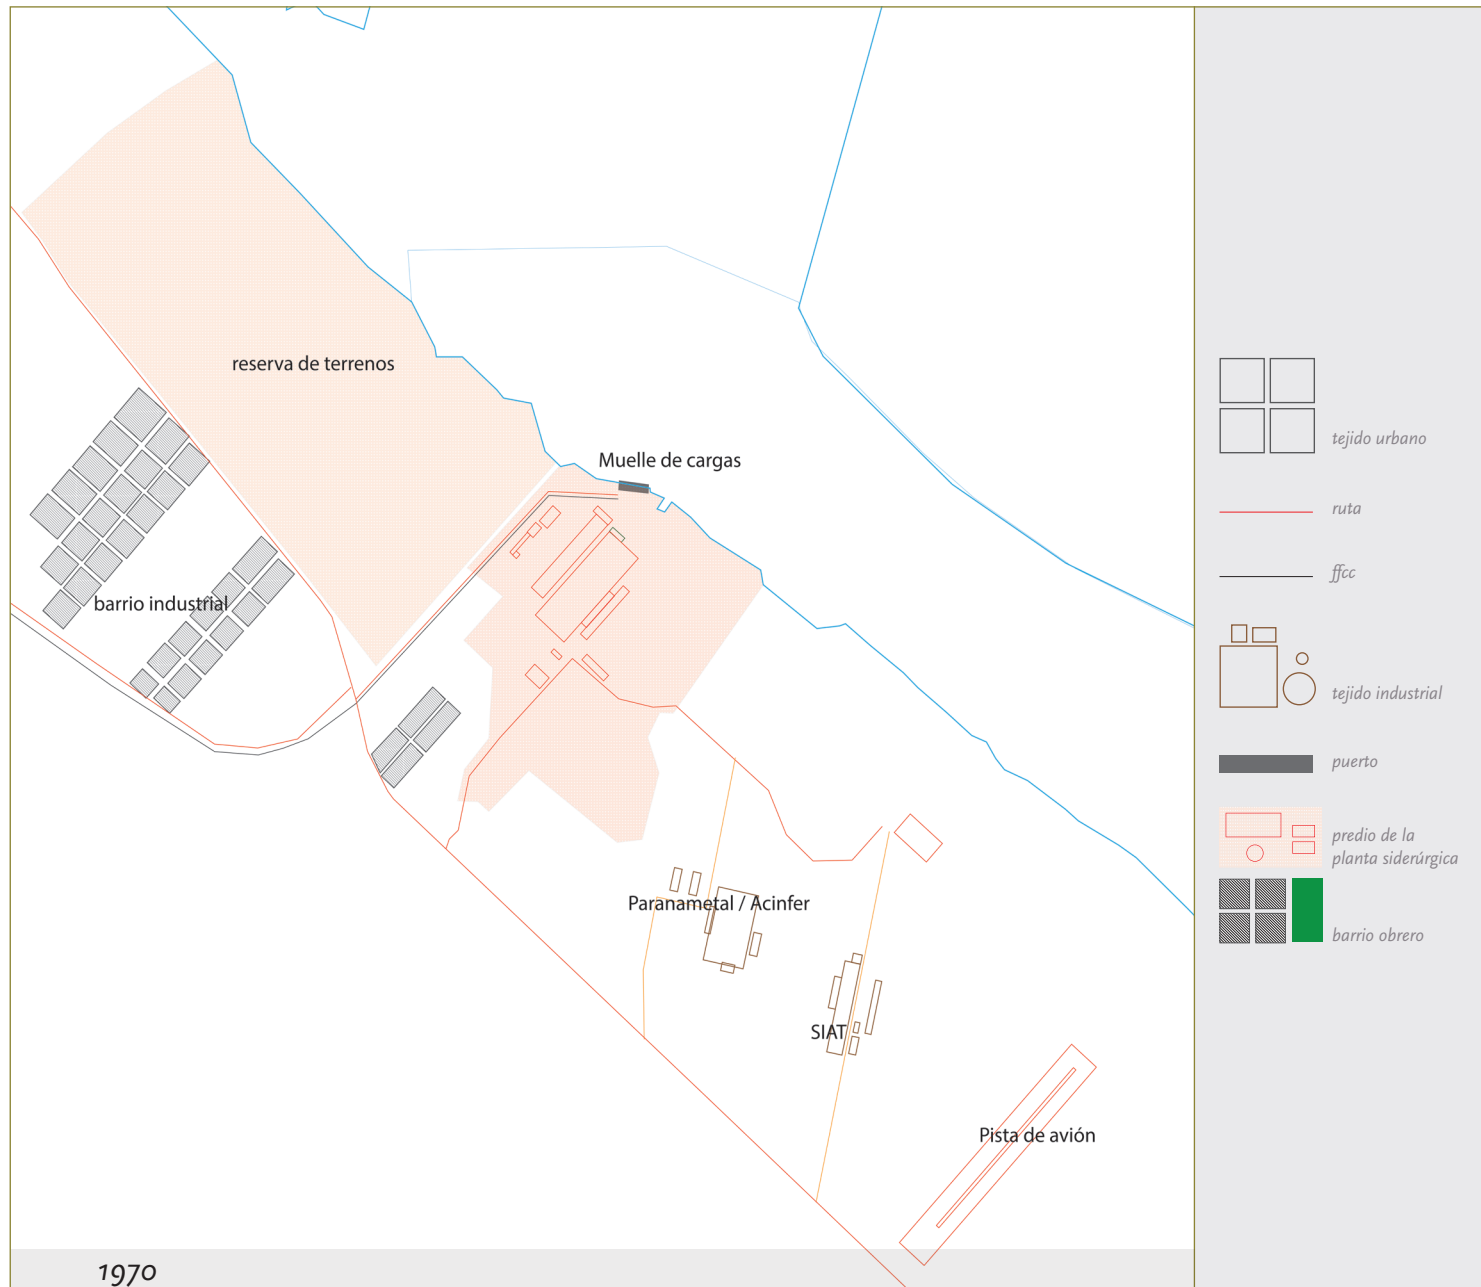 reserva de terrenos
Muelle de cargas
barrio industrial
Paranametal / Acinfer
SIAT
Pista de avión
1970
tejido urbano
ruta
ffcc
tejido industrial
puerto
predio de la
planta siderúrgica
barrio obrero